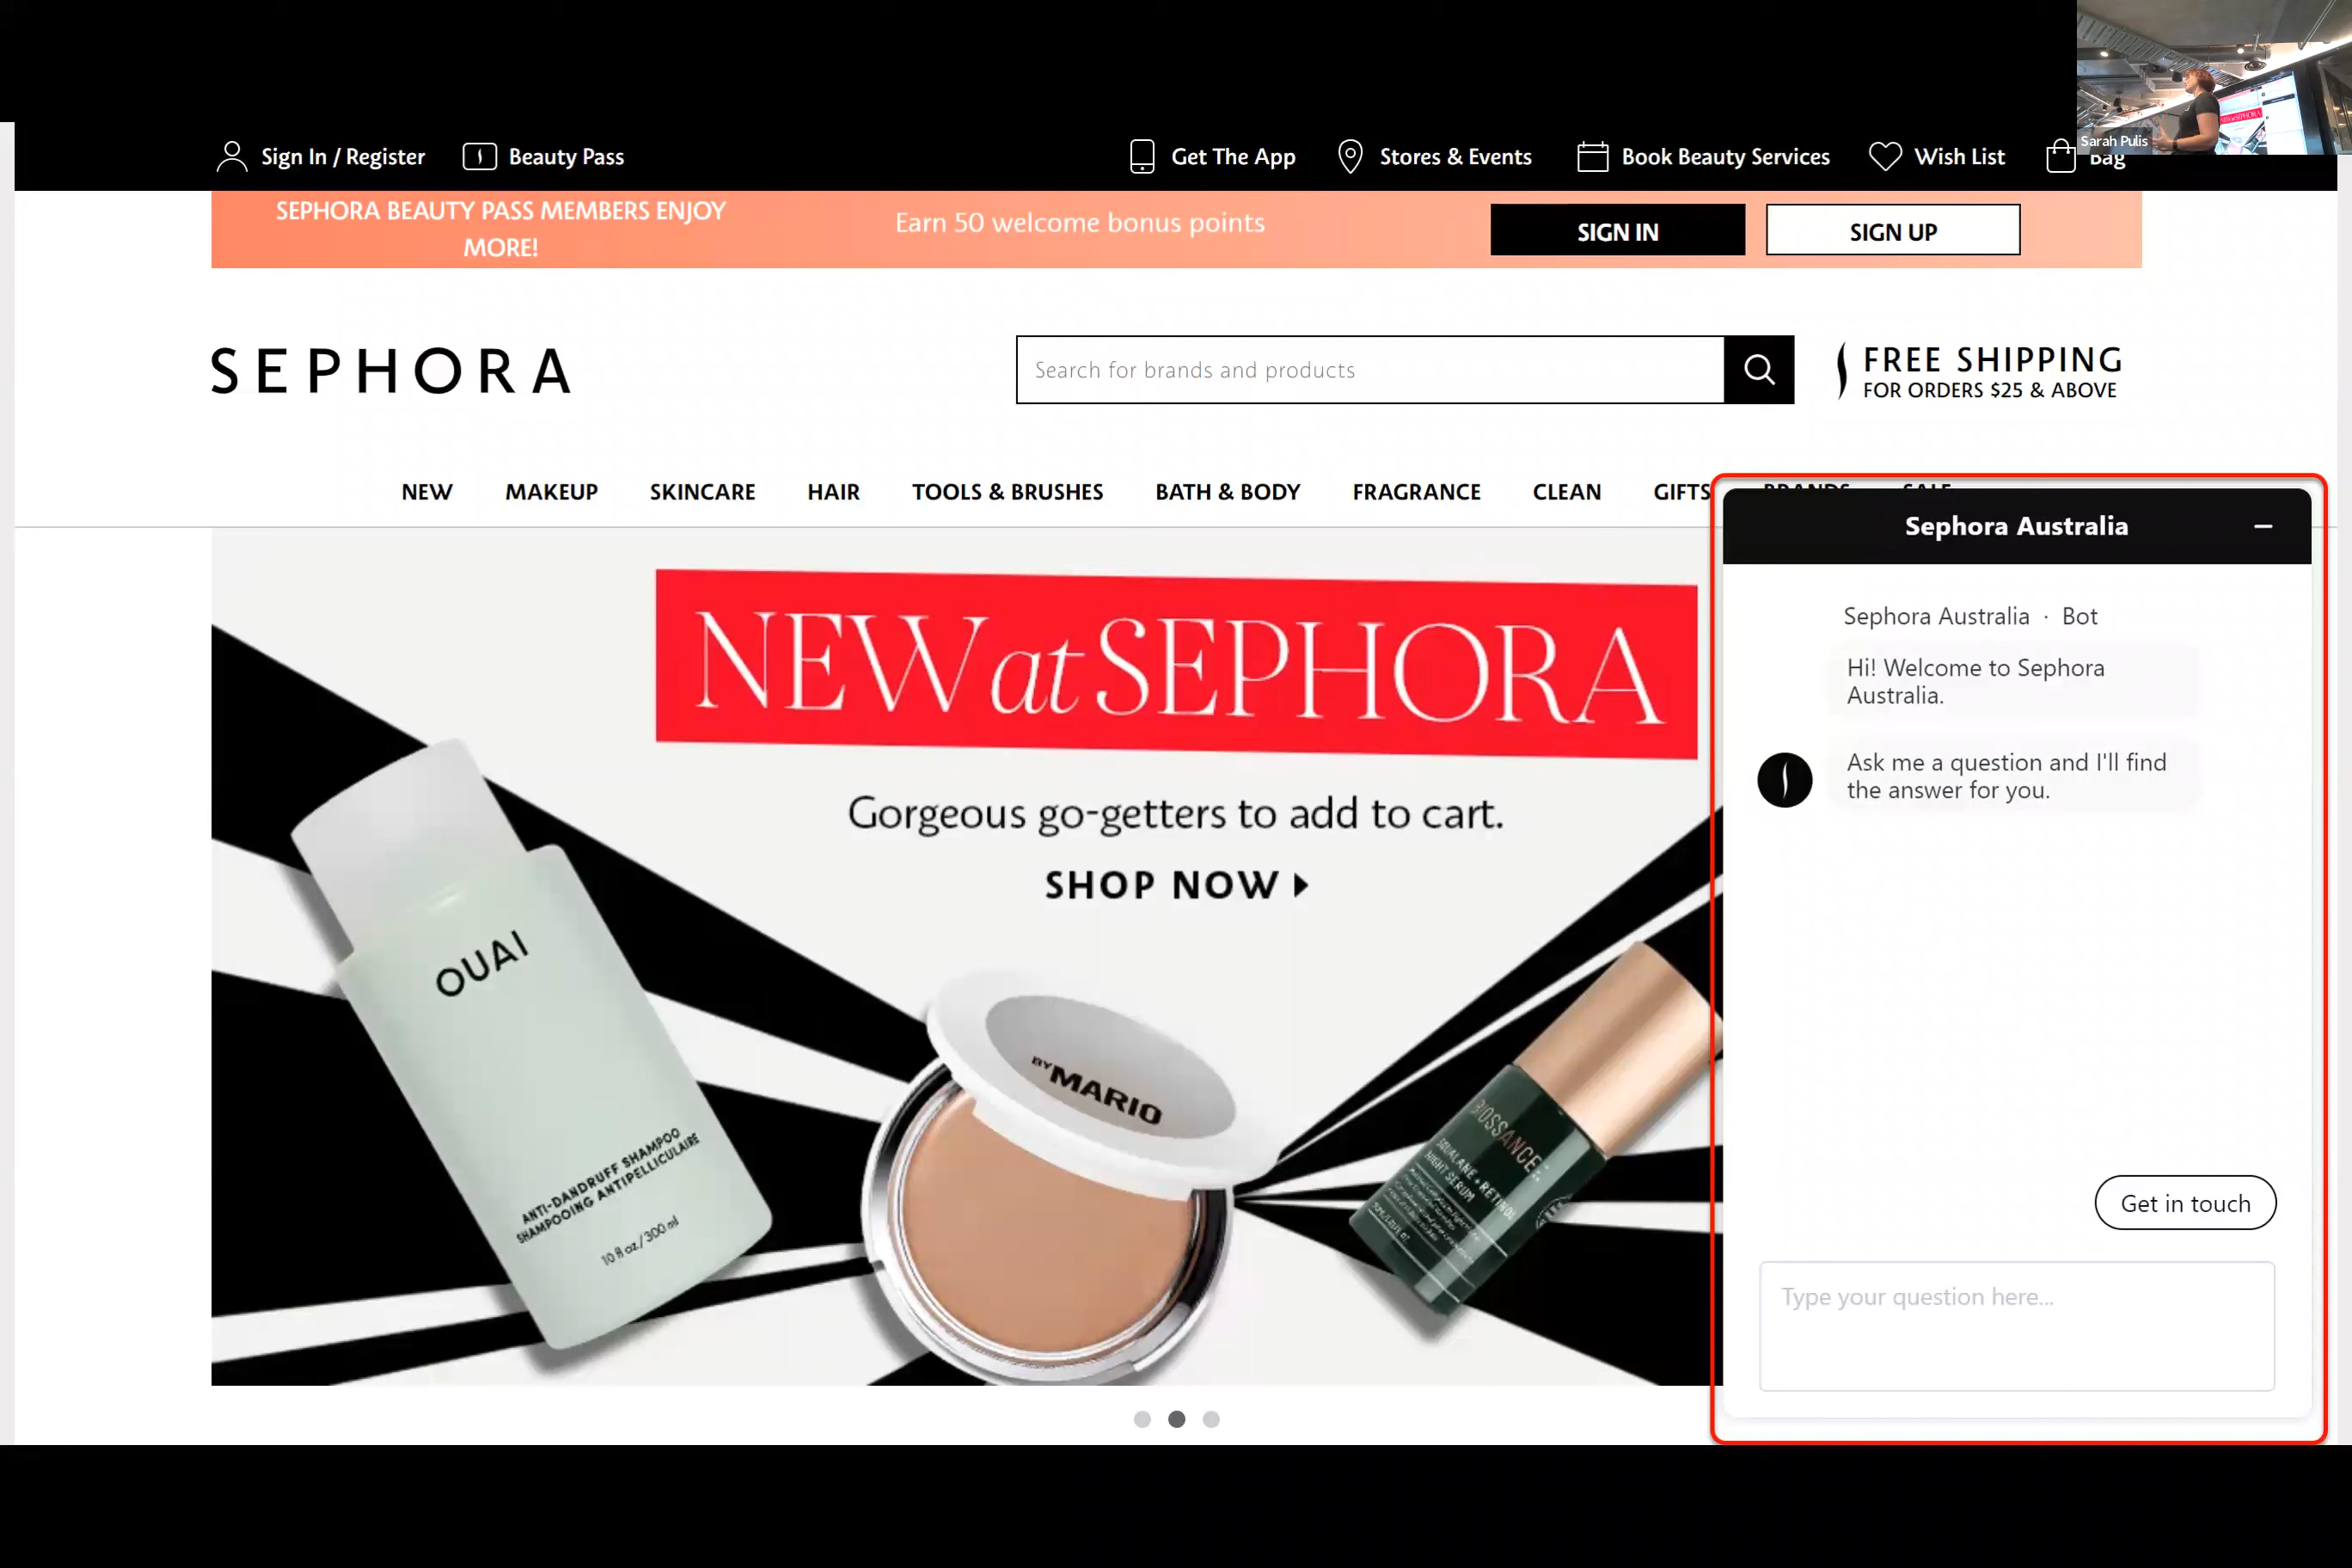 Sarah Pulis
Sign In / Register
Beauty Pass
Get The App
Stores & Events
Book Beauty Services
Wish List
Bag
SEPHORA BEAUTY PASS MEMBERS ENJOY
MORE!
Earn 50 welcome bonus points
SIGN IN
SIGN UP
SEPHORA
Search for brands and products
FREE SHIPPING
FOR ORDERS $25 & ABOVE
NEW
MAKEUP
SKINCARE
HAIR
TOOLS & BRUSHES
BATH & BODY
FRAGRANCE
CLEAN
GIFTS
BRANDS
SALE
NEW at SEPHORA
Gorgeous go-getters to add to cart.
SHOP NOW
OUAI
ANTI-DANDRUFF SHAMPOO
SHAMPOOING ANTIPELLICULAIRE
10 fl oz/300 ml
BY MARIO
BIOSSANCE
SQUALANE + RETINOL
NIGHT SERUM
Sephora Australia
Sephora Australia · Bot
Hi! Welcome to Sephora
Australia.
Ask me a question and I'll find
the answer for you.
Get in touch
Type your question here...